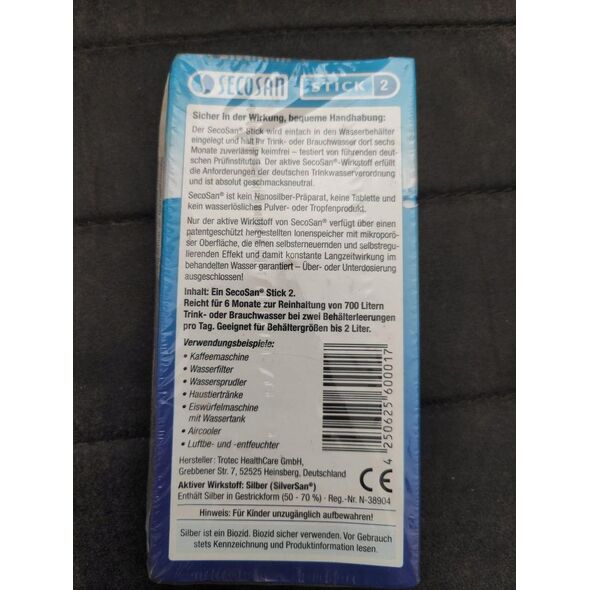 SECOSAN STICK 2
Sicher in der Wirkung, bequeme Handhabung:
Der SecoSan® Stick wird einfach in den Wasserbehälter
eingelegt und hält Ihr Trink- oder Brauchwasser dort sechs
Monate zuverlässig keimfrei – testiert von führenden deut-
schen Prüfinstituten. Der aktive SecoSan®-Wirkstoff erfüllt
die Anforderungen der deutschen Trinkwasserverordnung
und ist absolut geschmacksneutral.
SecoSan® ist kein Nanosilber-Präparat, keine Tablette und
kein wasserlösliches Pulver- oder Tropfenprodukt.
Nur der aktive Wirkstoff von SecoSan® verfügt über einen
patentgeschützt hergestellten Ionenspeicher mit mikroporö-
ser Oberfläche, die einen selbsterneuernden und selbstregu-
lierenden Effekt und damit konstante Langzeitwirkung im
behandelten Wasser garantiert – Über- oder Unterdosierung
ausgeschlossen!
Inhalt: Ein SecoSan® Stick 2.
Reicht für 6 Monate zur Reinhaltung von 700 Litern
Trink- oder Brauchwasser bei zwei Behälterleerungen
pro Tag. Geeignet für Behältergrößen bis 2 Liter.
Verwendungsbeispiele:
• Kaffeemaschine
• Wasserfilter
• Wassersprudler
• Haustiertränke
• Eiswürfelmaschine
mit Wassertank
• Aircooler
• Luftbe- und -entfeuchter
4 250625 600017
Hersteller: Trotec HealthCare GmbH,
Grebbener Str. 7, 52525 Heinsberg, Deutschland
CE
Aktiver Wirkstoff: Silber (SilverSan®)
Enthält Silber in Gestrickform (50 - 70 %) · Reg.-Nr. N-38904
Hinweis: Für Kinder unzugänglich aufbewahren!
Silber ist ein Biozid. Biozid sicher verwenden. Vor Gebrauch
stets Kennzeichnung und Produktinformation lesen.